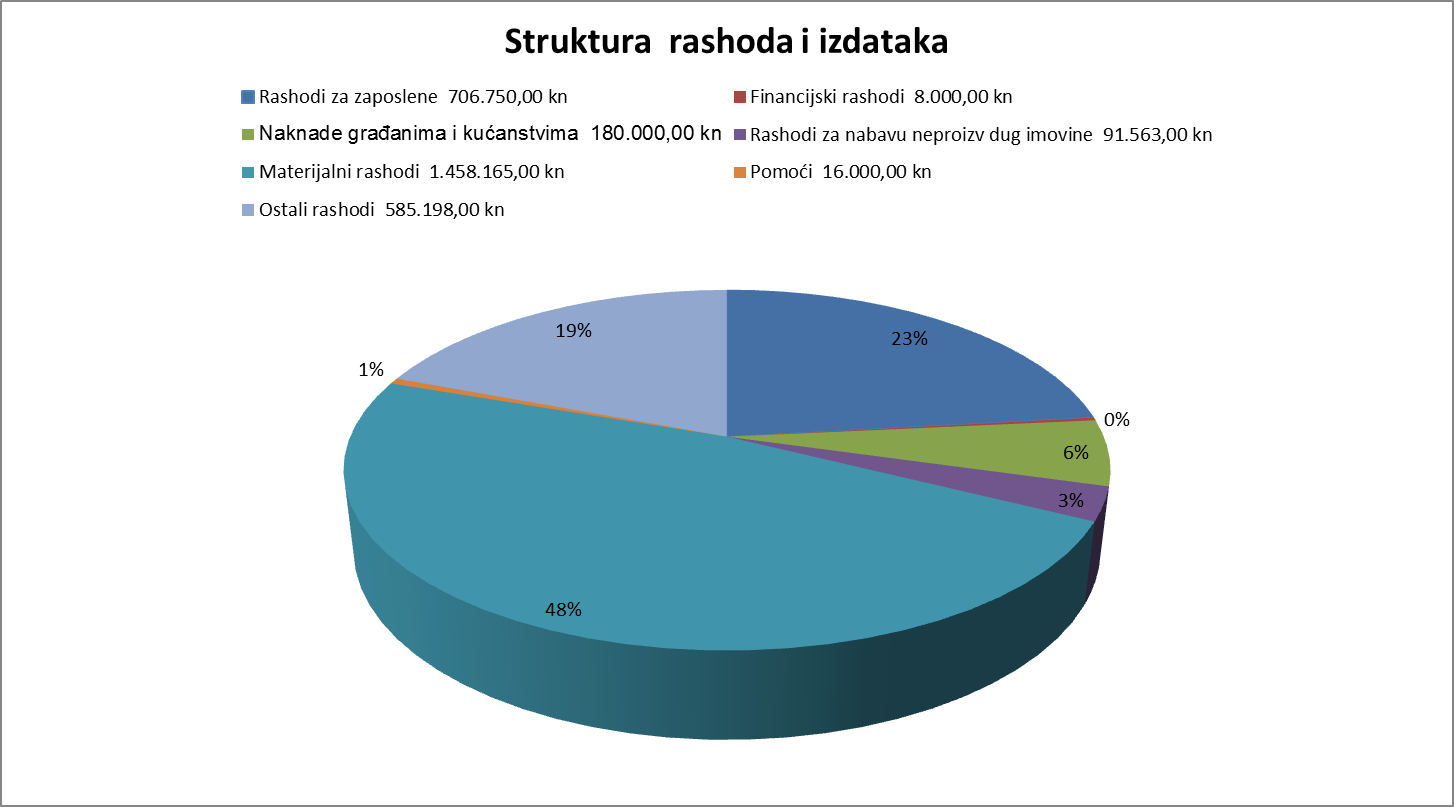 Struktura  rashoda i izdataka
Rashodi za zaposlene  706.750,00 kn
Financijski rashodi  8.000,00 kn
Naknade građanima i kućanstvima  180.000,00 kn
Rashodi za nabavu neproizv dug imovine  91.563,00 kn
Materijalni rashodi  1.458.165,00 kn
Pomoći  16.000,00 kn
Ostali rashodi  585.198,00 kn
19%
23%
1%
0%
6%
3%
48%